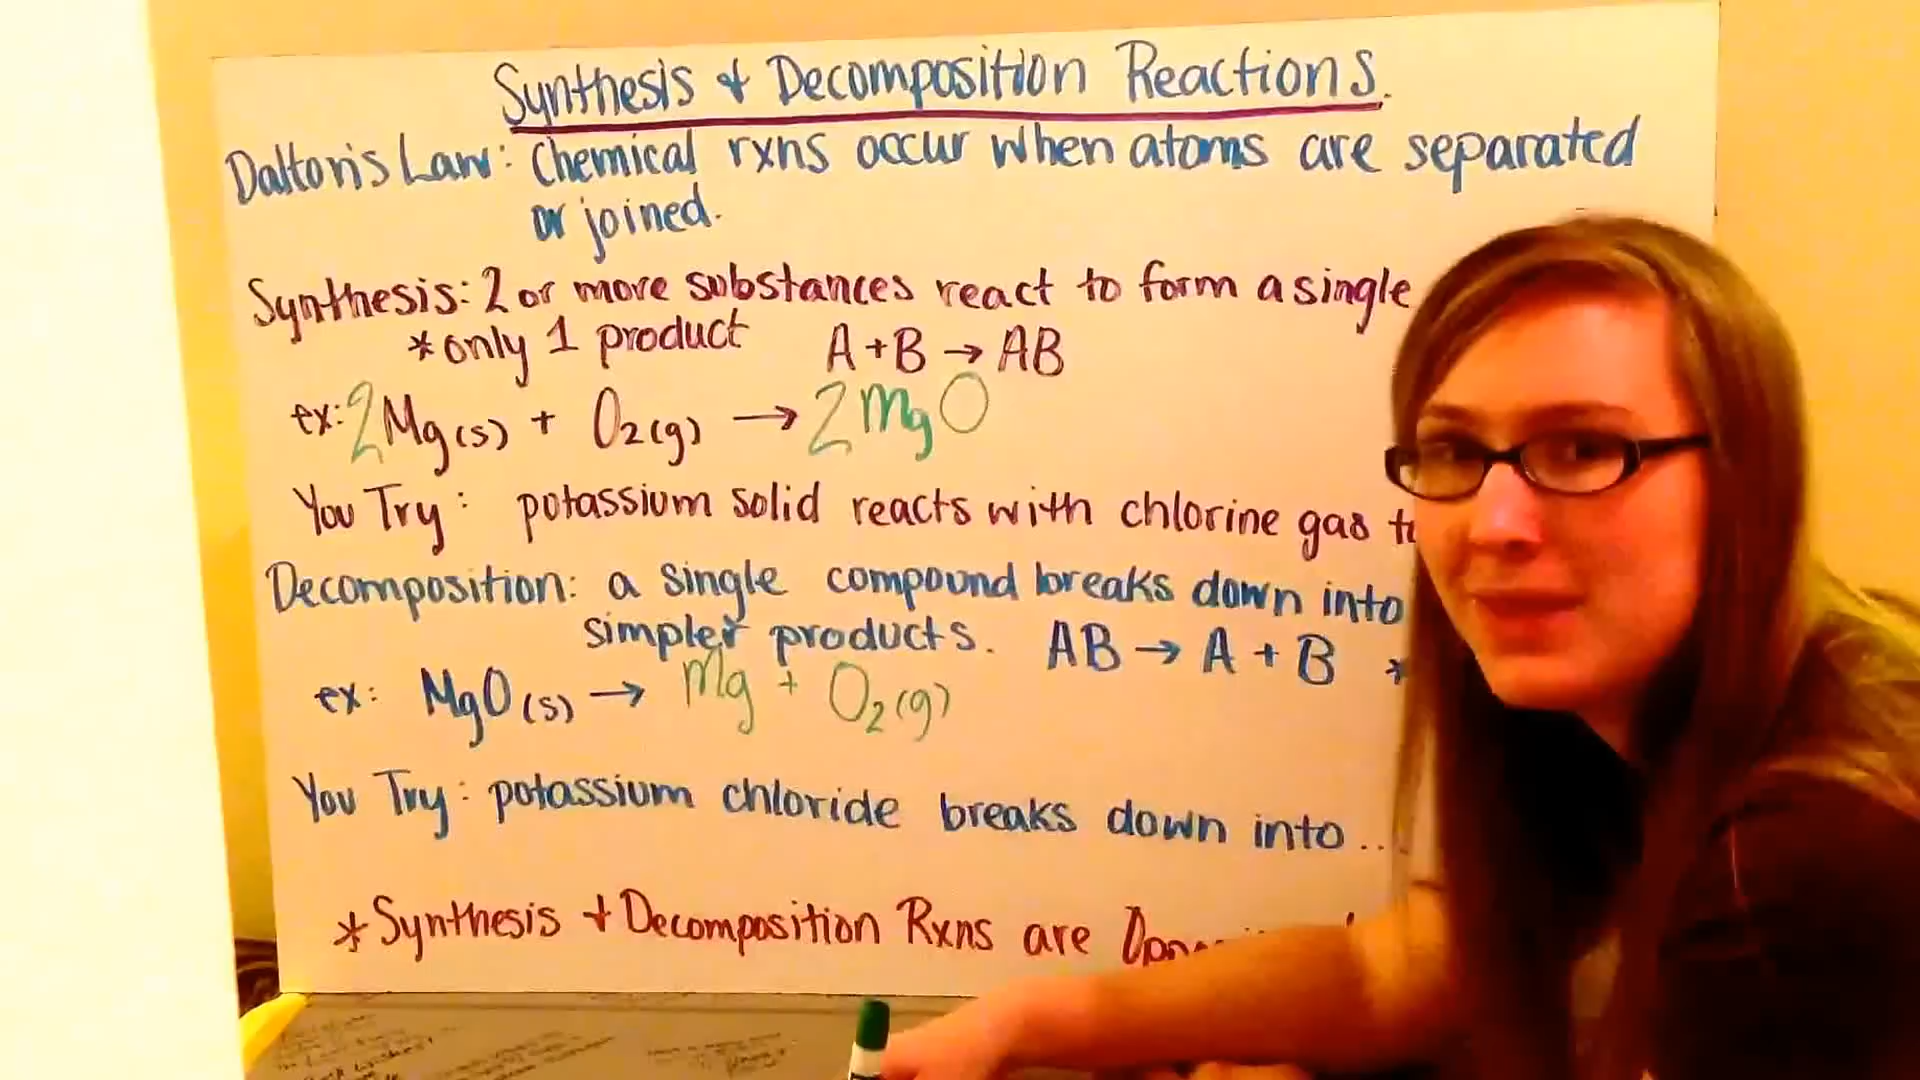 Synthesis & Decomposition Reactions.
Dalton's Law: Chemical rxns occur when atoms are separated
or joined.
Synthesis: 2 or more substances react to form a single
*only 1 product A + B → AB
ex: 2Mg(s) + O2(g) → 2MgO
You Try: potassium solid reacts with chlorine gas
Decomposition: a single compound breaks down into
simpler products. AB → A + B *
ex: MgO(s) → Mg + O2(g)
You Try: potassium chloride breaks down into...
*Synthesis & Decomposition Rxns are